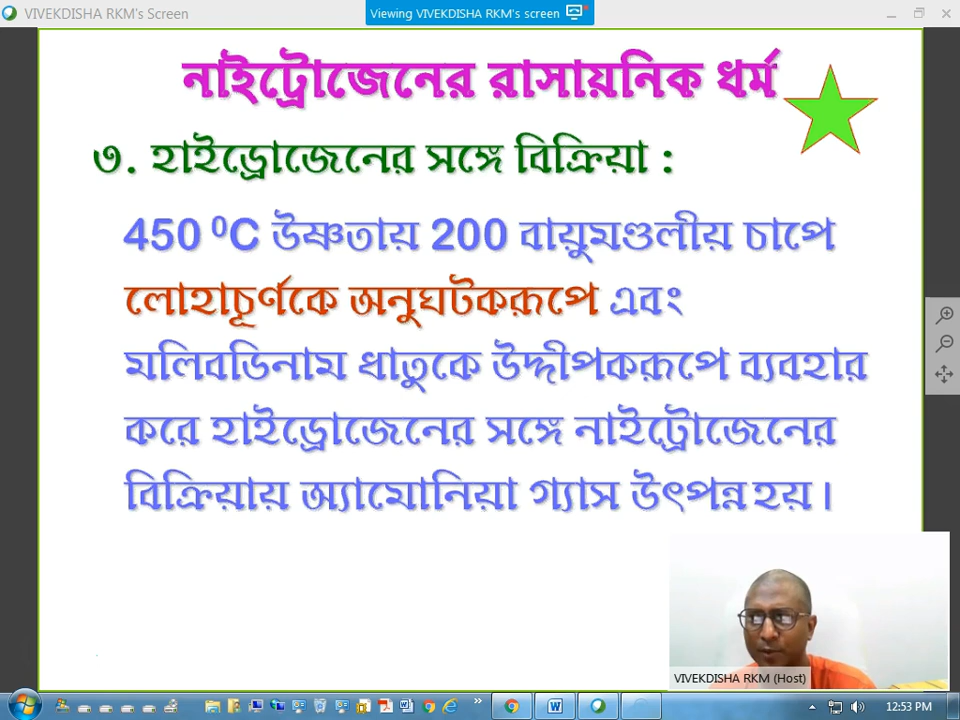 VIVEKDISHA RKM's Screen
Viewing VIVEKDISHA RKM's screen
নাইট্রোজেনের রাসায়নিক ধর্ম
৩. হাইড্রোজেনের সঙ্গে বিক্রিয়া :
450 ⁰C উষ্ণতায় 200 বায়ুমণ্ডলীয় চাপে
লোহাচূর্ণকে অনুঘটকরূপে এবং
মলিবডিনাম ধাতুকে উদ্দীপকরূপে ব্যবহার
করে হাইড্রোজেনের সঙ্গে নাইট্রোজেনের
বিক্রিয়ায় অ্যামোনিয়া গ্যাস উৎপন্ন হয়।
VIVEKDISHA RKM (Host)
12:53 PM